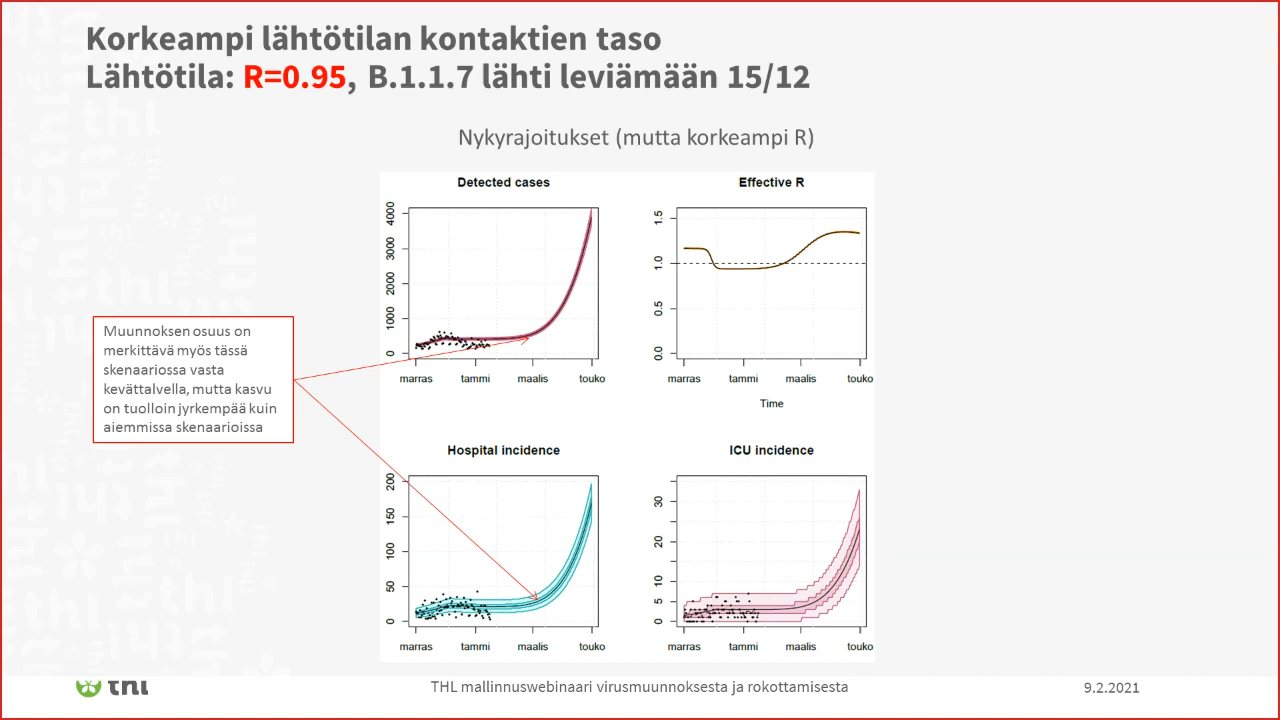 Korkeampi lähtötilan kontaktien taso
Lähtötila: R=0.95, B.1.1.7 lähti leviämään 15/12
Nykyrajoitukset (mutta korkeampi R)
Detected cases
4000
3000
2000
1000
0
marras tammi maalis touko
Effective R
1.5
1.0
0.5
0.0
marras tammi maalis touko
Time
Muunnoksen osuus on
merkittävä myös tässä
skenaariossa vasta
kevättalvella, mutta kasvu
on tuolloin jyrkempää kuin
aiemmissa skenaarioissa
Hospital incidence
200
150
100
50
0
marras tammi maalis touko
ICU incidence
30
20
10
5
0
marras tammi maalis touko
thl
THL mallinnuswebinaari virusmuunnoksesta ja rokottamisesta
9.2.2021